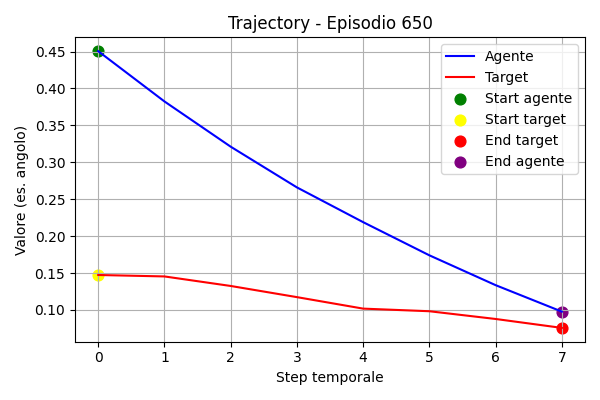 Trajectory - Episodio 650
Valore (es. angolo)
0.45
0.40
0.35
0.30
0.25
0.20
0.15
0.10
Agente
Target
Start agente
Start target
End target
End agente
0 1 2 3 4 5 6 7
Step temporale